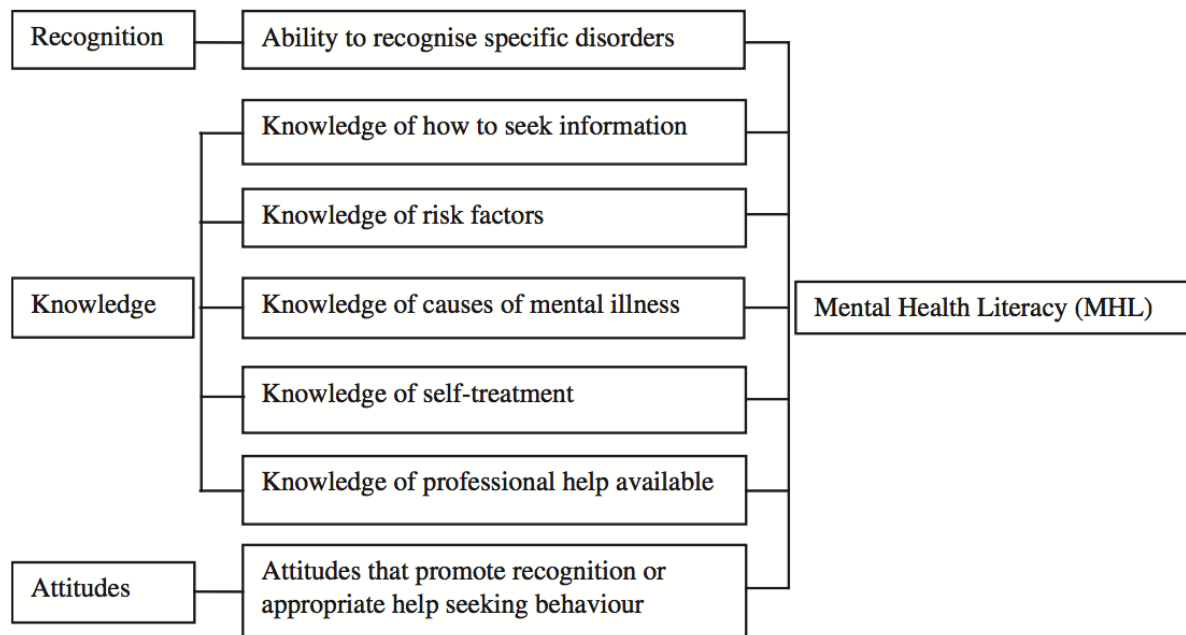 Recognition
Ability to recognise specific disorders
Knowledge of how to seek information
Knowledge of risk factors
Knowledge
Knowledge of causes of mental illness
Mental Health Literacy (MHL)
Knowledge of self-treatment
Knowledge of professional help available
Attitudes
Attitudes that promote recognition or
appropriate help seeking behaviour